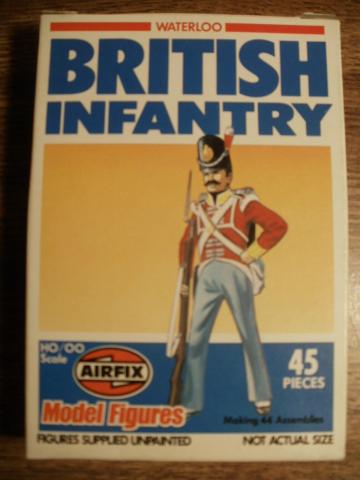 WATERLOO
BRITISH
INFANTRY
HO/OO
Scale
AIRFIX
45
PIECES
Model Figures
Making 44 Assemblies
FIGURES SUPPLIED UNPAINTED
NOT ACTUAL SIZE